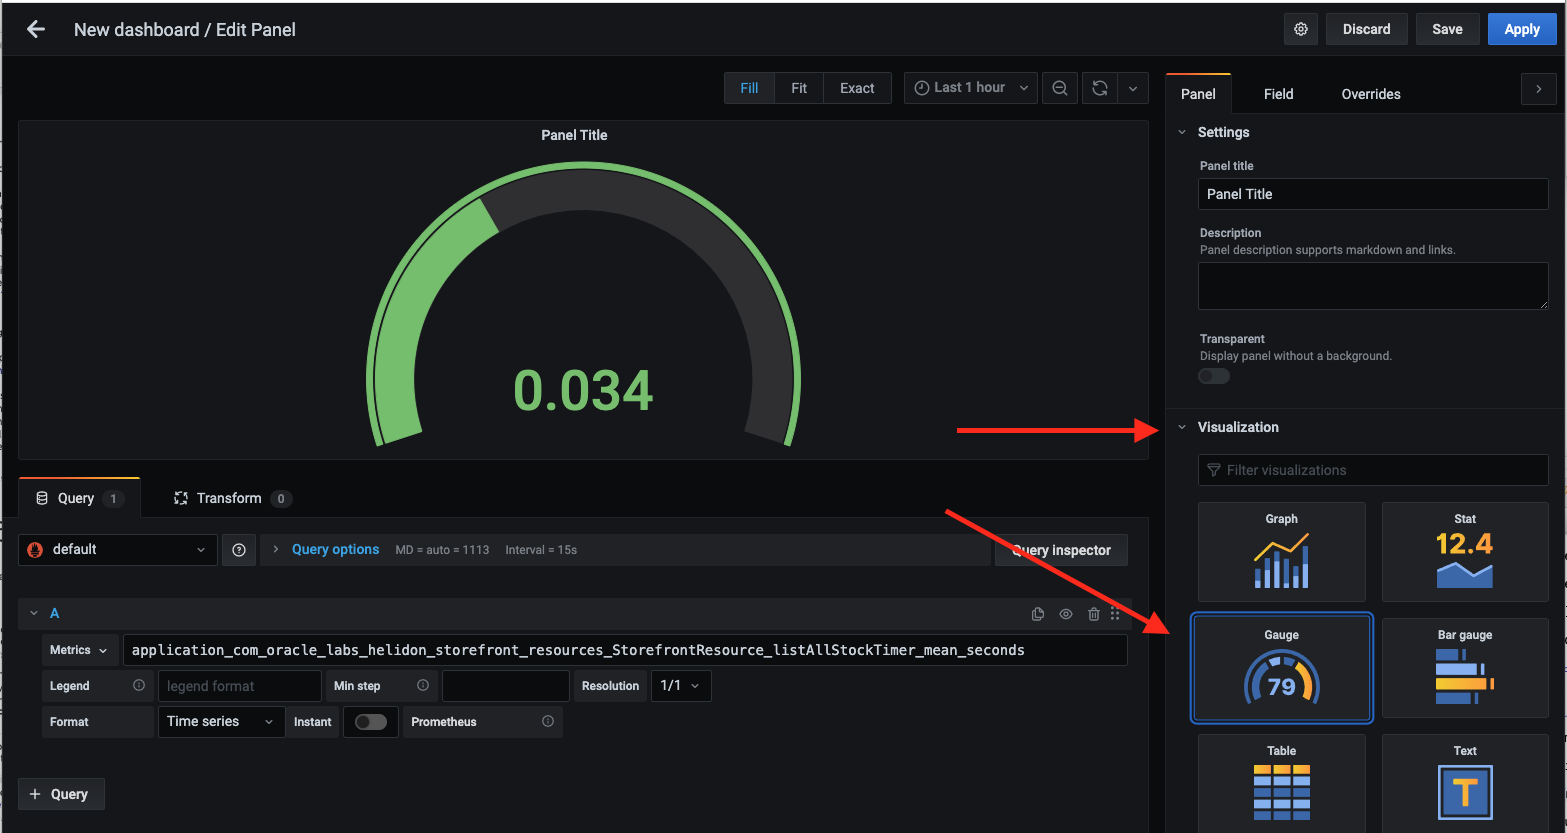 New dashboard / Edit Panel
Discard
Save
Apply
Fill
Fit
Exact
Last 1 hour
Panel Title
0.034
Query 1
Transform 0
default
Query options MD = auto = 1113 Interval = 15s
Query inspector
A
Metrics
application_com_oracle_labs_helidon_storefront_resources_StorefrontResource_listAllStockTimer_mean_seconds
Legend
legend format
Min step
Resolution
1/1
Format
Time series
Instant
Prometheus
+ Query
Panel
Field
Overrides
Settings
Panel title
Panel Title
Description
Panel description supports markdown and links.
Transparent
Display panel without a background.
Visualization
Filter visualizations
Graph
Stat
12.4
Gauge
79
Bar gauge
Table
Text
T